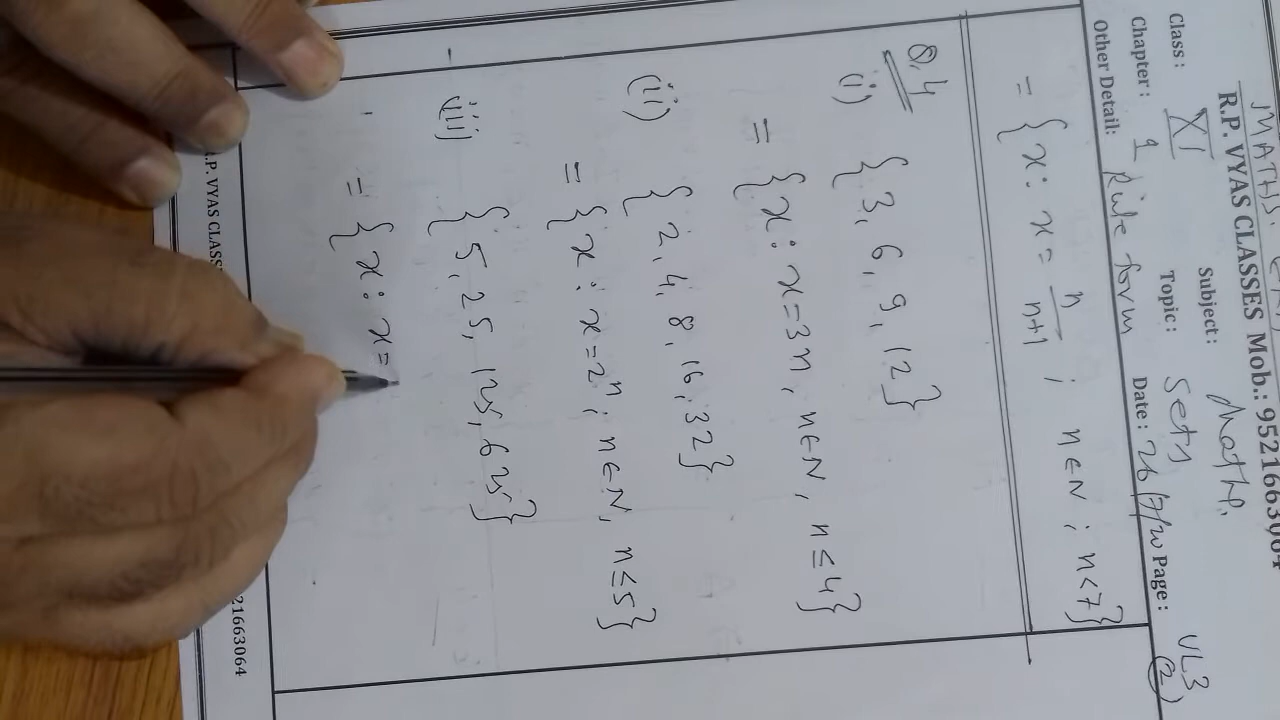 MATHS.
R.P. VYAS CLASSES Mob.: 9521663064
Class: XI Subject: Maths.
Chapter: 1 Topic: Sets
Other Detail: Rule form Date: 26/7/20 Page: VL3
(2)
= {x: x = n/n+1 ; n∈N ; n<7}
Q.4
(i) {3, 6, 9, 12}
= {x: x=3n, n∈N, n≤4}
(ii) {2, 4, 8, 16, 32}
= {x: x=2ⁿ; n∈N, n≤5}
(iii) {5, 25, 125, 625}
= {x: x=
R.P. VYAS CLASS
21663064